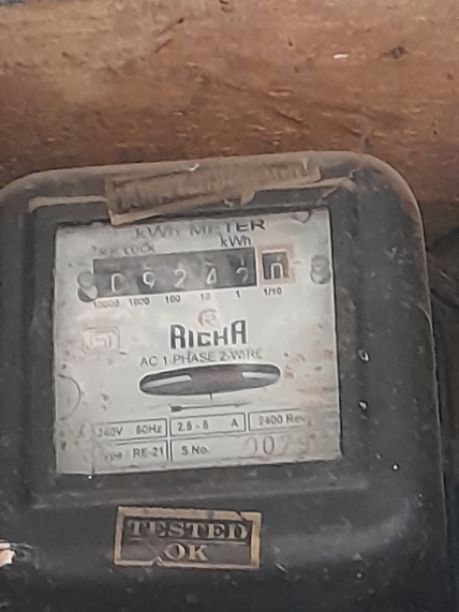 kWh METER
kWh
0 9 2 4 2 0
10000 1000 100 10 1 1/10
RICHA
AC 1-PHASE 2-WIRE
240V 50Hz 2.5 - 5 A 2400 Rev
Type RE-21 S.No.
TESTED
OK